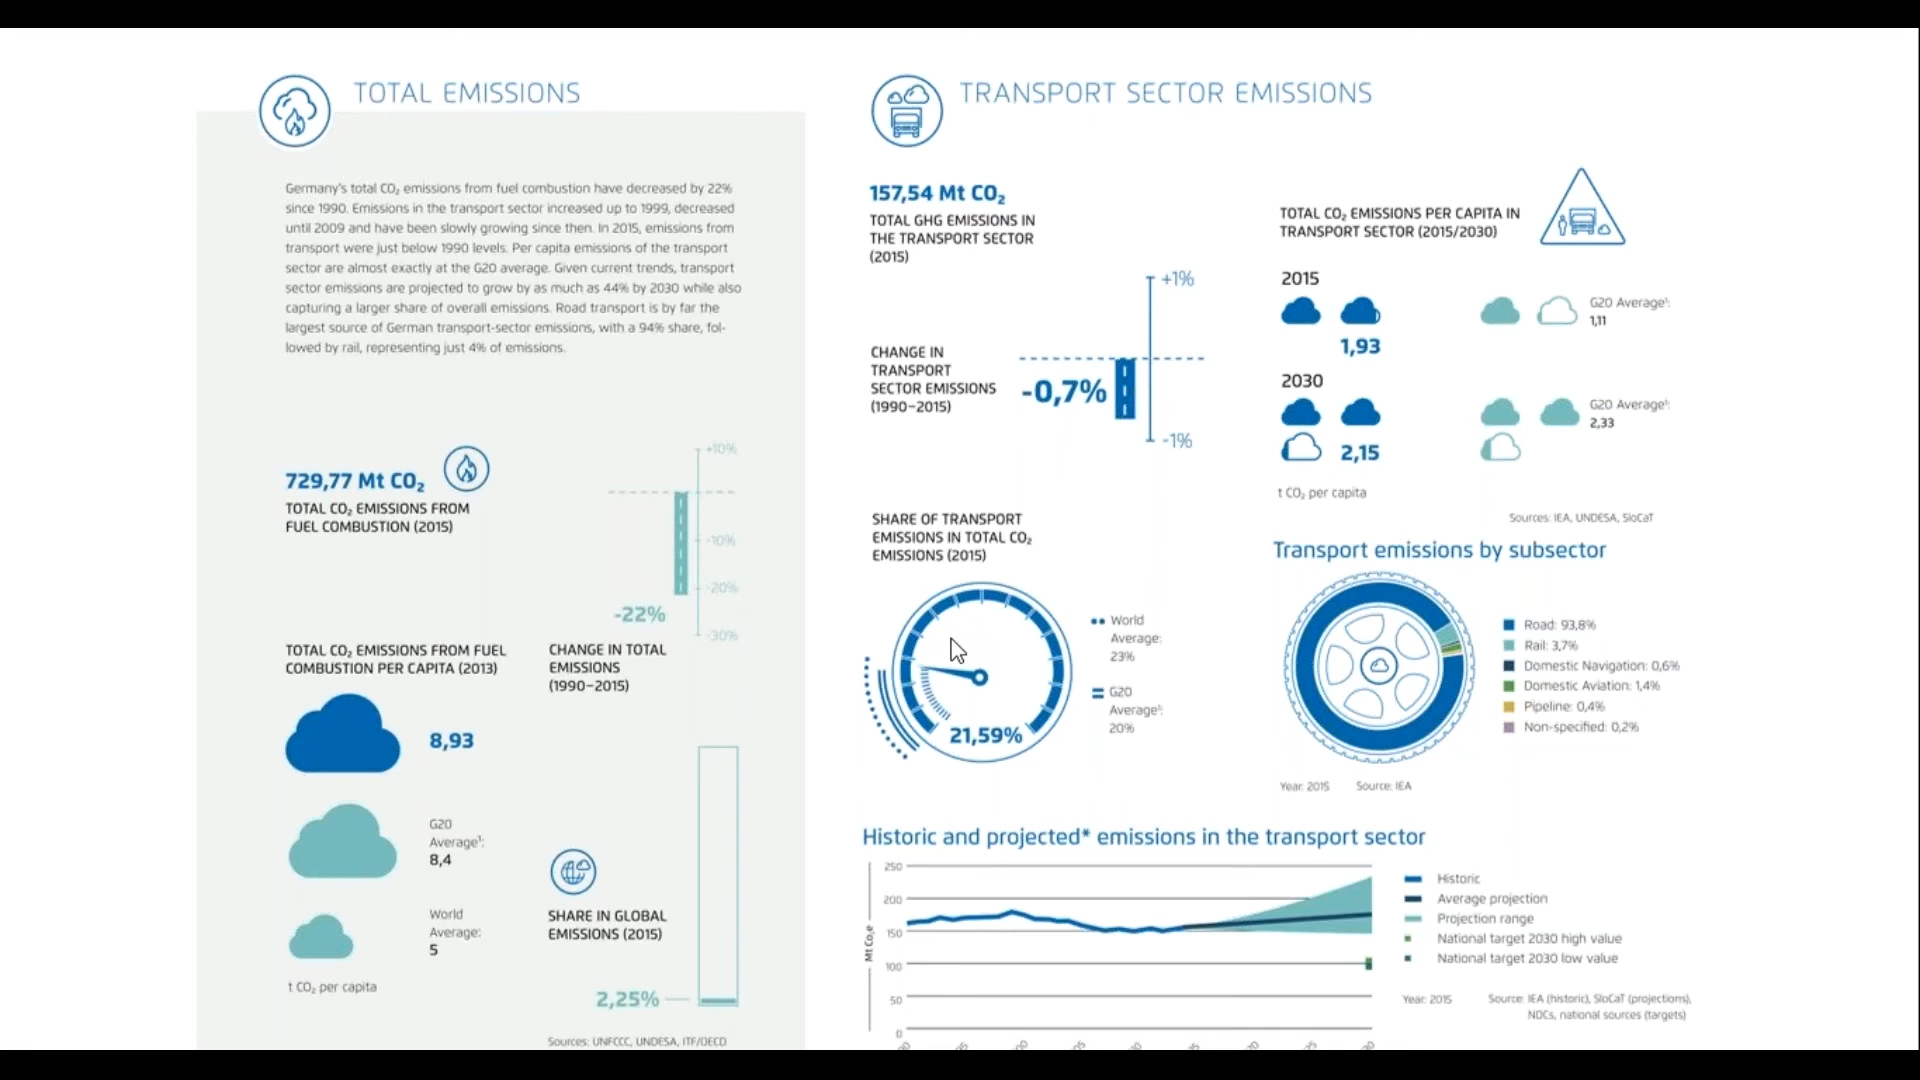 TOTAL EMISSIONS
Germany's total CO₂ emissions from fuel combustion have decreased by 22%
since 1990. Emissions in the transport sector increased up to 1999, decreased
until 2009 and have been slowly growing since then. In 2015, emissions from
transport were just below 1990 levels. Per capita emissions of the transport
sector are almost exactly at the G20 average. Given current trends, transport
sector emissions are projected to grow by as much as 44% by 2030 while also
capturing a larger share of overall emissions. Road transport is by far the
largest source of German transport-sector emissions, with a 94% share, fol-
lowed by rail, representing just 4% of emissions.
729,77 Mt CO₂
TOTAL CO₂ EMISSIONS FROM
FUEL COMBUSTION (2015)
+10%
-10%
-20%
-30%
-22%
CHANGE IN TOTAL
EMISSIONS
(1990–2015)
TOTAL CO₂ EMISSIONS FROM FUEL
COMBUSTION PER CAPITA (2013)
8,93
G20
Average¹:
8,4
World
Average:
5
t CO₂ per capita
SHARE IN GLOBAL
EMISSIONS (2015)
2,25%
Sources: UNFCCC, UNDESA, ITF/OECD
TRANSPORT SECTOR EMISSIONS
157,54 Mt CO₂
TOTAL GHG EMISSIONS IN
THE TRANSPORT SECTOR
(2015)
CHANGE IN
TRANSPORT
SECTOR EMISSIONS
(1990–2015)
-0,7%
+1%
-1%
TOTAL CO₂ EMISSIONS PER CAPITA IN
TRANSPORT SECTOR (2015/2030)
2015
1,93
G20 Average¹:
1,11
2030
2,15
G20 Average¹:
2,33
t CO₂ per capita
Sources: IEA, UNDESA, SloCaT
SHARE OF TRANSPORT
EMISSIONS IN TOTAL CO₂
EMISSIONS (2015)
21,59%
World
Average:
23%
G20
Average¹:
20%
Transport emissions by subsector
Road: 93,8%
Rail: 3,7%
Domestic Navigation: 0,6%
Domestic Aviation: 1,4%
Pipeline: 0,4%
Non-specified: 0,2%
Year: 2015 Source: IEA
Historic and projected* emissions in the transport sector
Mt Co₂e
250
200
150
100
50
0
Historic
Average projection
Projection range
National target 2030 high value
National target 2030 low value
Year: 2015 Source: IEA (historic), SloCaT (projections),
NDCs, national sources (targets)